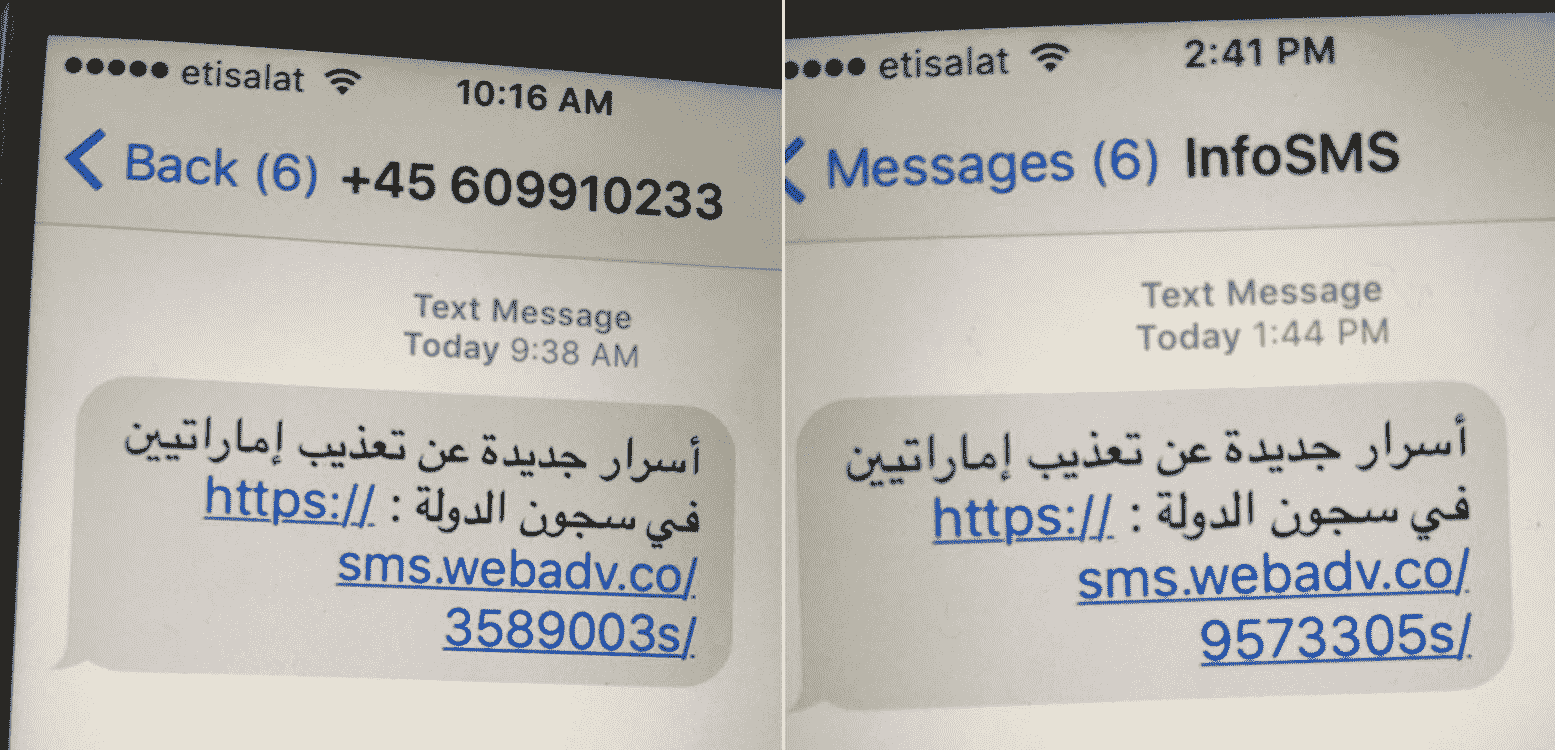 etisalat 10:16 AM
Back (6) +45 609910233
Text Message
Today 9:38 AM
أسرار جديدة عن تعذيب إماراتيين
في سجون الدولة : https://
sms.webadv.co/
3589003s/
etisalat 2:41 PM
Messages (6) InfoSMS
Text Message
Today 1:44 PM
أسرار جديدة عن تعذيب إماراتيين
في سجون الدولة : https://
sms.webadv.co/
9573305s/